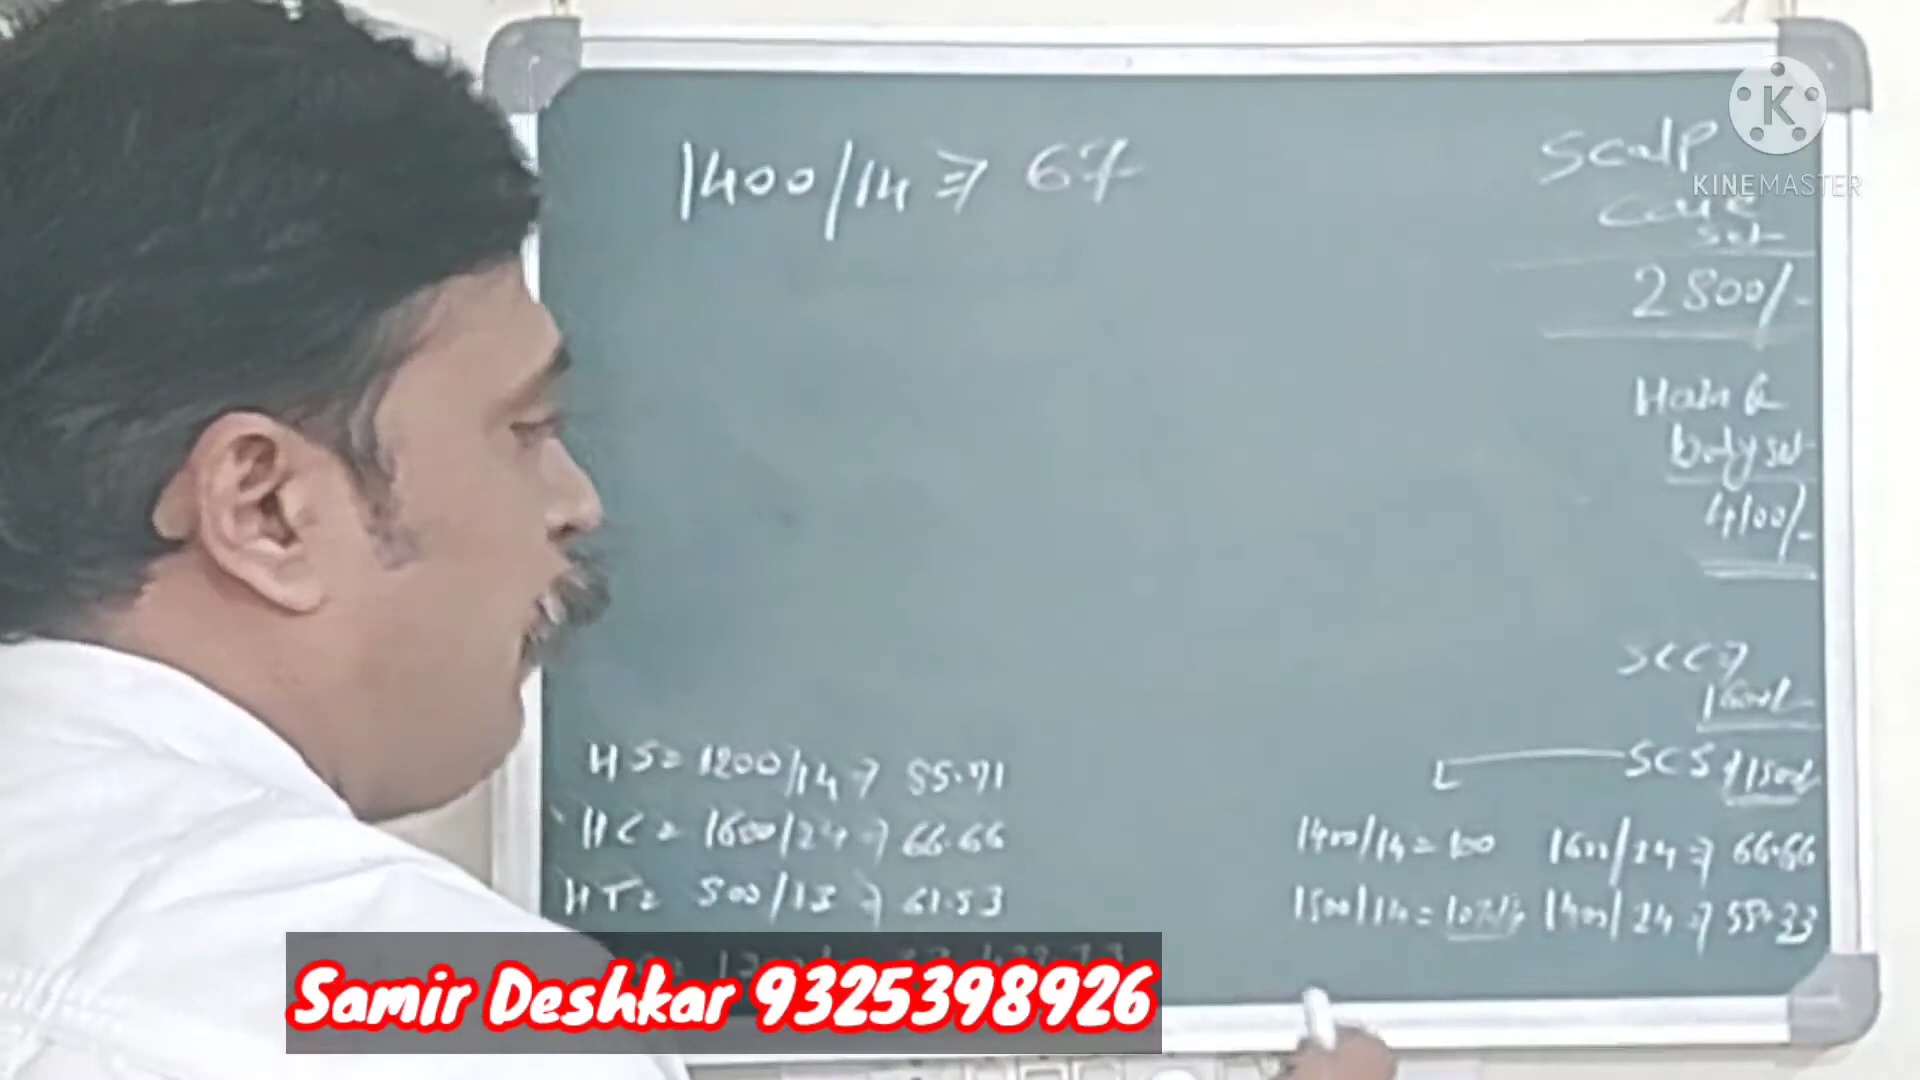 1400/14 => 67
Scalp
Care
set
2800/-
Hair &
body set
4100/-
SCC =>
1600/-
SCS => 1500/-
HS = 1200/14 => 85.71
HC = 1600/24 => 66.66
HT = 800/13 => 61.53
1400/14 = 100
1600/24 => 66.66
1500/14 =
1400/24 => 58.33
KINEMASTER
Samir Deshkar 9325398926